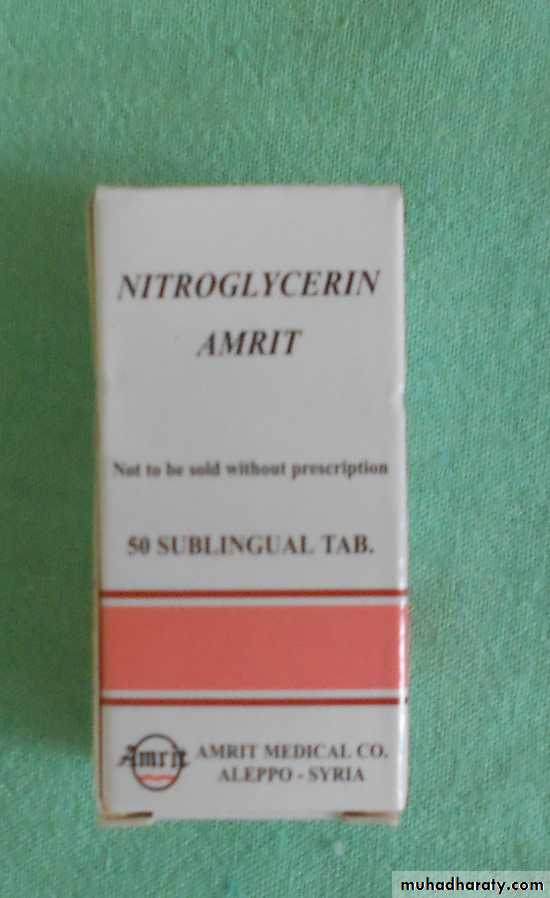 NITROGLYCERIN
AMRIT
Not to be sold without prescription
50 SUBLINGUAL TAB.
Amrit
AMRIT MEDICAL CO.
ALEPPO - SYRIA
muhadharaty.com